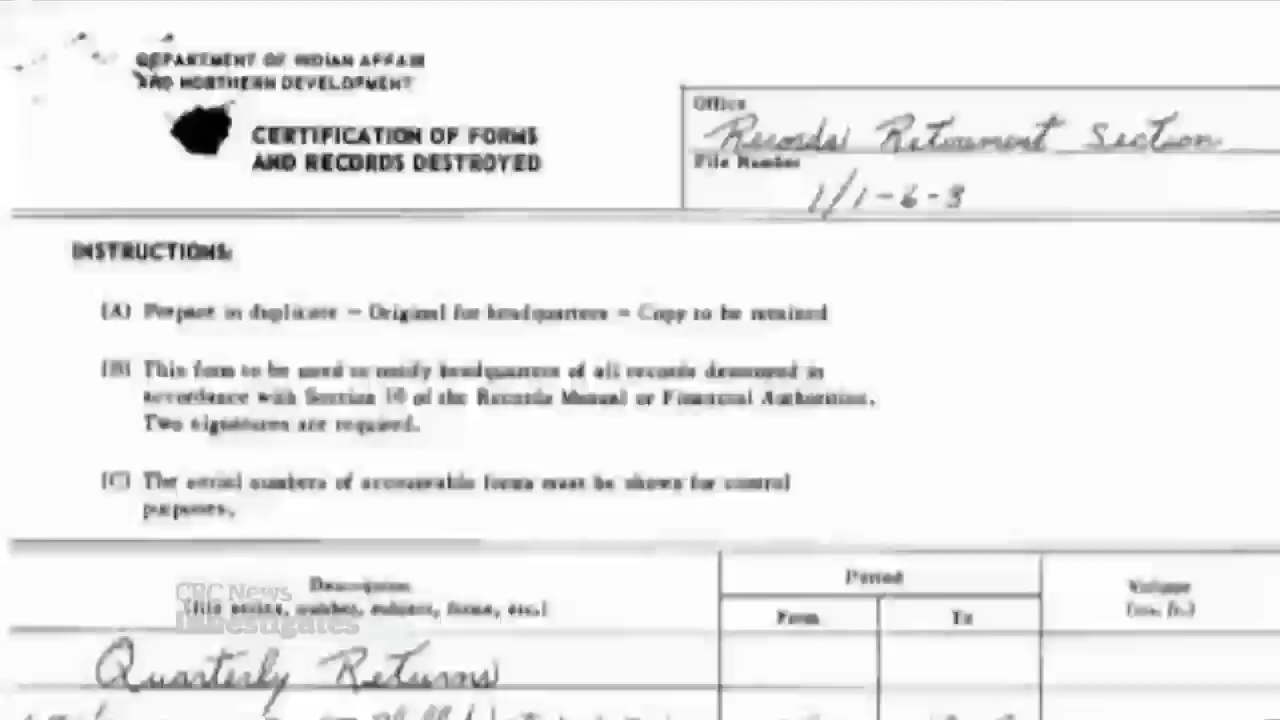 DEPARTMENT OF INDIAN AFFAIR
AND NORTHERN DEVELOPMENT
CERTIFICATION OF FORMS
AND RECORDS DESTROYED
Office
Records Retirement Section
File Number
1/1-6-3
INSTRUCTIONS:
(A) Prepare in duplicate - Original for headquarters - Copy to be retained
(B) This form to be used to notify headquarters of all records destroyed in
accordance with Section 10 of the Records Manual or Financial Authorities.
Two signatures are required.
(C) The serial numbers of accountable forms must be shown for control
purposes.
Description
(file series, number, subject, forms, etc.)
CBC News
Investigates
Period
From
To
Volume
(cu. ft.)
Quarterly Returns